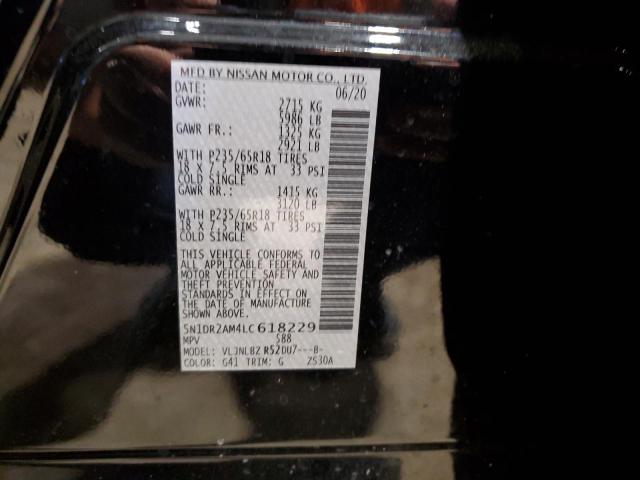 MFD BY NISSAN MOTOR CO., LTD.
DATE: 06/20
GVWR: 2715 KG
5986 LB
GAWR FR.: 1325 KG
2921 LB
WITH P235/65R18 TIRES
18 X 7.5 RIMS AT 33 PSI
COLD SINGLE
GAWR RR.: 1415 KG
3120 LB
WITH P235/65R18 TIRES
18 X 7.5 RIMS AT 33 PSI
COLD SINGLE
THIS VEHICLE CONFORMS TO
ALL APPLICABLE FEDERAL
MOTOR VEHICLE SAFETY AND
THEFT PREVENTION
STANDARDS IN EFFECT ON
THE DATE OF MANUFACTURE
SHOWN ABOVE.
5N1DR2AM4LC618229
MPV 588
MODEL: VLJNLBZ R52DU7---B-
COLOR: G41 TRIM: G ZS30A